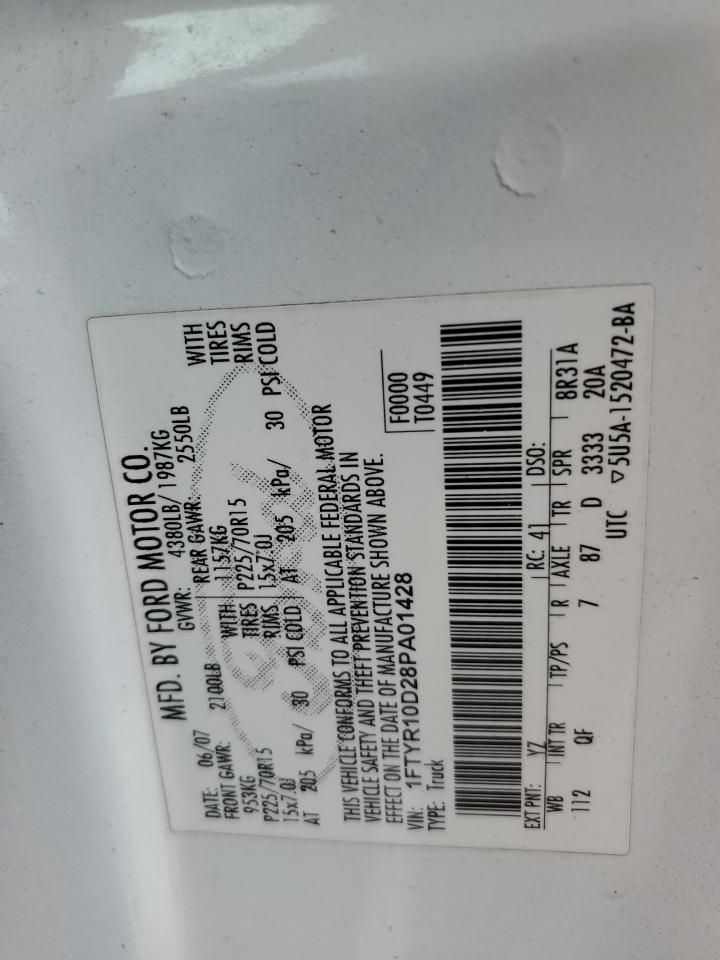 MFD. BY FORD MOTOR CO.
DATE: 06/07 GVWR: 4380LB/ 1987KG
FRONT GAWR: 2100LB REAR GAWR: 2550LB
953KG WITH 1157KG WITH
P225/70R15 TIRES P225/70R15 TIRES
15x7.0J RIMS 15x7.0J RIMS
AT 205 kPa/ 30 PSI COLD AT 205 kPa/ 30 PSI COLD
THIS VEHICLE CONFORMS TO ALL APPLICABLE FEDERAL MOTOR
VEHICLE SAFETY AND THEFT PREVENTION STANDARDS IN
EFFECT ON THE DATE OF MANUFACTURE SHOWN ABOVE.
VIN: 1FTYR10D28PA01428 F0000
TYPE: Truck T0449
EXT PNT: YZ RC: 41 DSO:
WB INT TR TP/PS R AXLE TR SPR 8R31A
112 QF 7 87 D 3333 20A
UTC ▽5U5A-1520472-BA